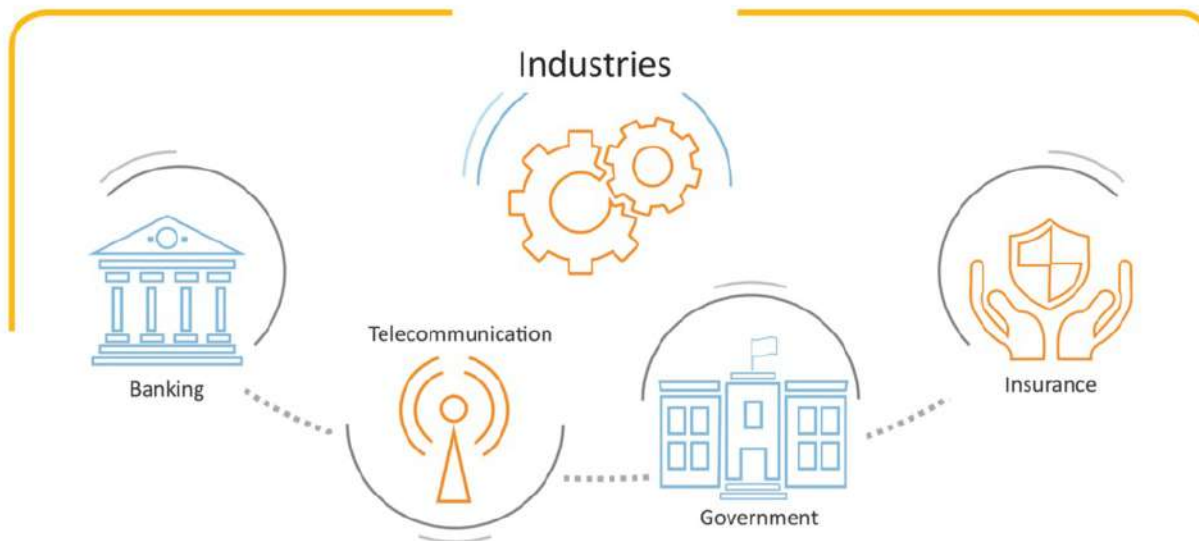 Industries
Banking
Telecommunication
Government
Insurance